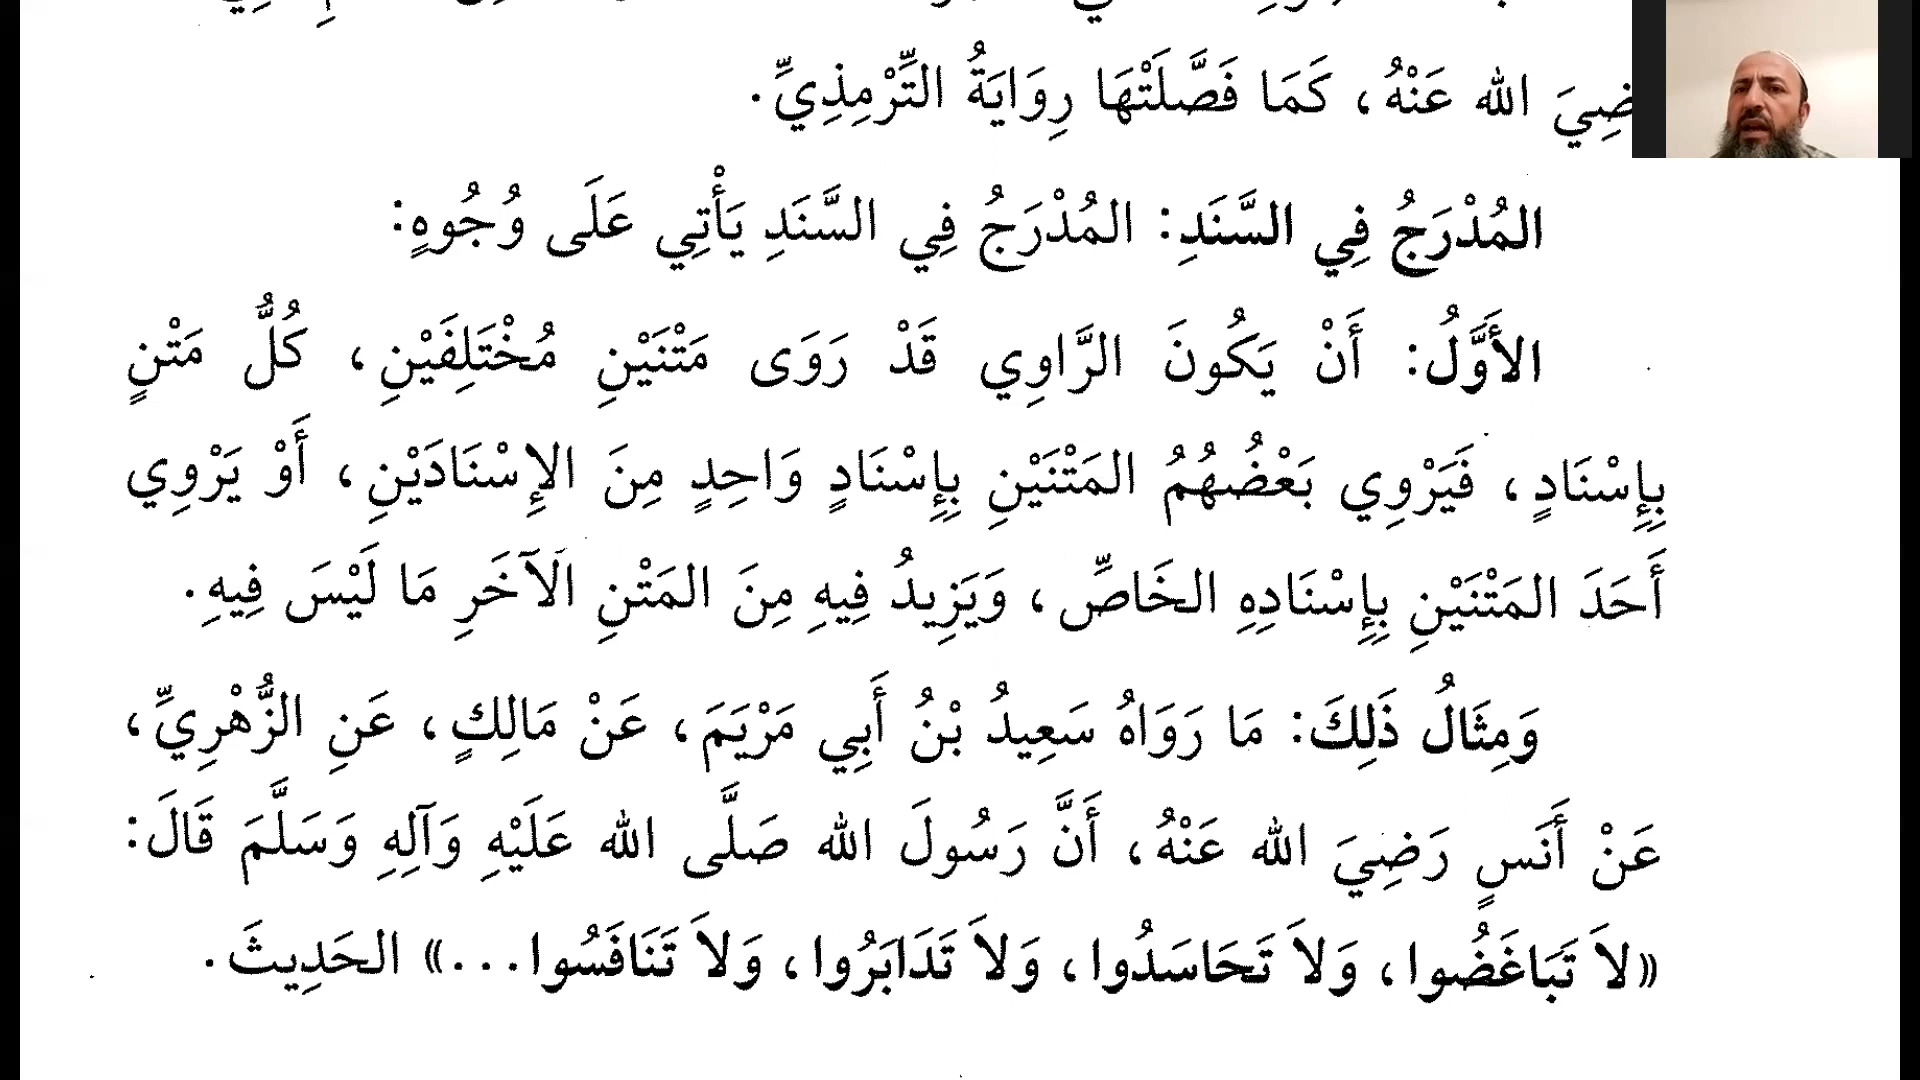 ضِيَ الله عَنْهُ، كَمَا فَصَّلَتْهَا رِوَايَةُ التِّرْمِذِيِّ.
المُدْرَجُ فِي السَّنَدِ: المُدْرَجُ فِي السَّنَدِ يَأْتِي عَلَى وُجُوهٍ:
الأَوَّلُ: أَنْ يَكُونَ الرَّاوِي قَدْ رَوَى مَتْنَيْنِ مُخْتَلِفَيْنِ، كُلُّ مَتْنٍ
بِإِسْنَادٍ، فَيَرْوِي بَعْضُهُمُ المَتْنَيْنِ بِإِسْنَادٍ وَاحِدٍ مِنَ الإِسْنَادَيْنِ، أَوْ يَرْوِي
أَحَدَ المَتْنَيْنِ بِإِسْنَادِهِ الخَاصِّ، وَيَزِيدُ فِيهِ مِنَ المَتْنِ الَآخَرِ مَا لَيْسَ فِيهِ.
وَمِثَالُ ذَلِكَ: مَا رَوَاهُ سَعِيدُ بْنُ أَبِي مَرْيَمَ، عَنْ مَالِكٍ، عَنِ الزُّهْرِيِّ،
عَنْ أَنَسٍ رَضِيَ الله عَنْهُ، أَنَّ رَسُولَ الله صَلَّى الله عَلَيْهِ وَآلِهِ وَسَلَّمَ قَالَ:
«لاَ تَبَاغَضُوا، وَلاَ تَحَاسَدُوا، وَلاَ تَدَابَرُوا، وَلاَ تَنَافَسُوا...» الحَدِيثَ.